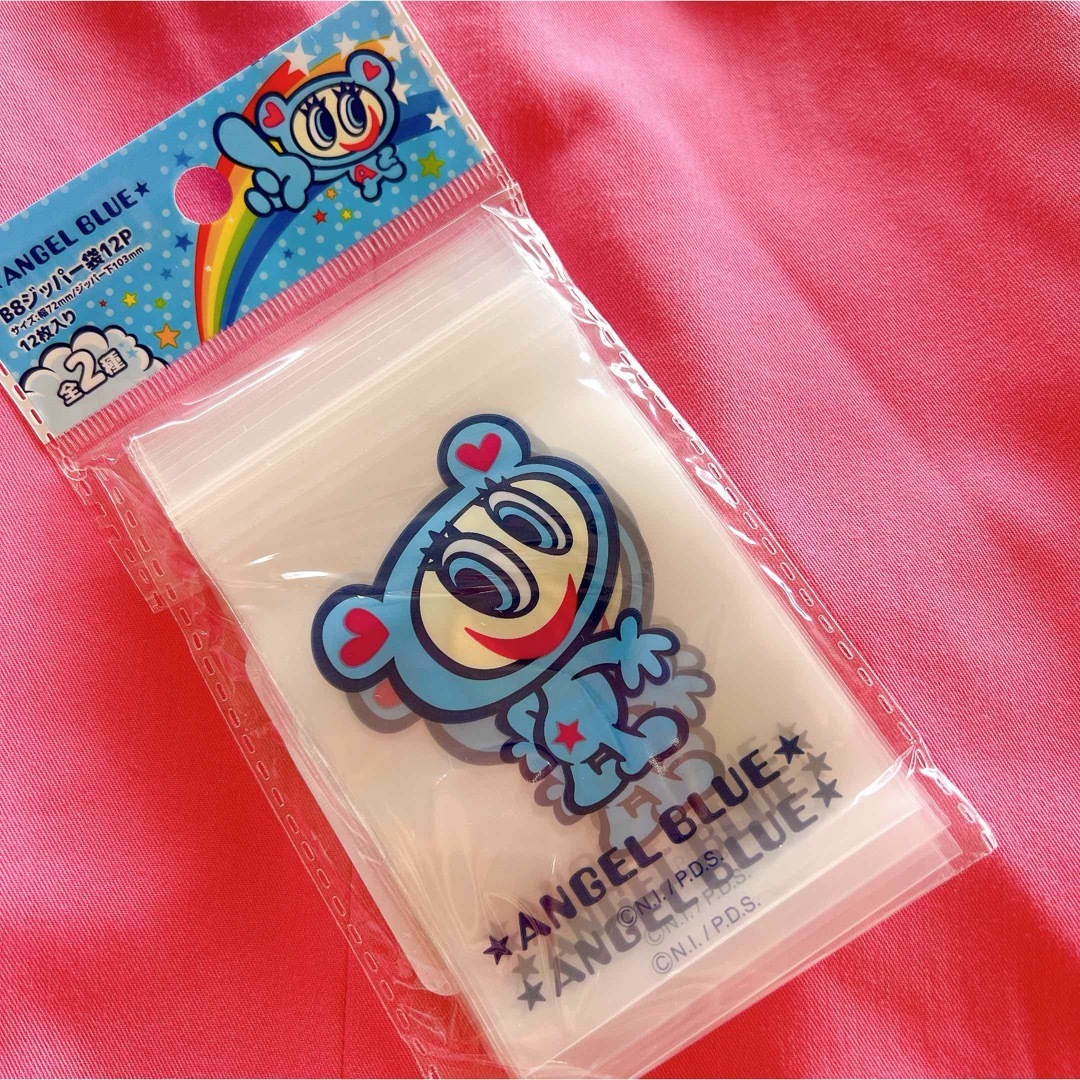 ANGEL BLUE★
B8ジッパー袋12P
サイズ:幅72mm/ジッパー下103mm
12枚入り
全2種
A
A
★ANGEL BLUE★
©N.I. / P.D.S.
©N.I. / P.D.S.
★ANGEL BLUE★
©N.I. / P.D.S.